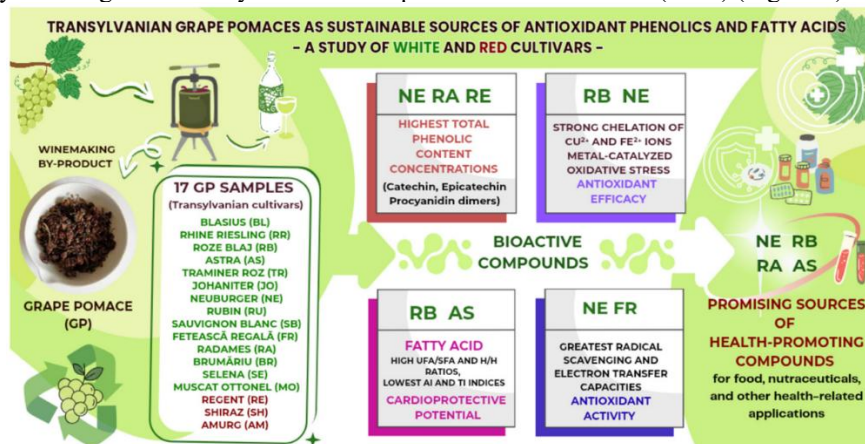 TRANSYLVANIAN GRAPE POMACES AS SUSTAINABLE SOURCES OF ANTIOXIDANT PHENOLICS AND FATTY ACIDS
- A STUDY OF WHITE AND RED CULTIVARS -
WINEMAKING
BY-PRODUCT
GRAPE POMACE
(GP)
17 GP SAMPLES
(Transylvanian cultivars)
BLASIUS (BL)
RHINE RIESLING (RR)
ROZE BLAJ (RB)
ASTRA (AS)
TRAMINER ROZ (TR)
JOHANITER (JO)
NEUBURGER (NE)
RUBIN (RU)
SAUVIGNON BLANC (SB)
FETEASCĂ REGALĂ (FR)
RADAMES (RA)
BRUMĂRIU (BR)
SELENA (SE)
MUSCAT OTTONEL (MO)
REGENT (RE)
SHIRAZ (SH)
AMURG (AM)
NE RA RE
HIGHEST TOTAL
PHENOLIC
CONTENT
CONCENTRATIONS
(Catechin, Epicatechin
Procyanidin dimers)
RB NE
STRONG CHELATION OF
CU²⁺ AND FE²⁺ IONS
METAL-CATALYZED
OXIDATIVE STRESS
ANTIOXIDANT
EFFICACY
BIOACTIVE
COMPOUNDS
RB AS
FATTY ACID
HIGH UFA/SFA AND H/H
RATIOS,
LOWEST AI AND TI INDICES
CARDIOPROTECTIVE
POTENTIAL
NE FR
GREATEST RADICAL
SCAVENGING AND
ELECTRON TRANSFER
CAPACITIES
ANTIOXIDANT
ACTIVITY
NE RB
RA AS
PROMISING SOURCES
OF
HEALTH-PROMOTING
COMPOUNDS
for food, nutraceuticals,
and other health-related
applications